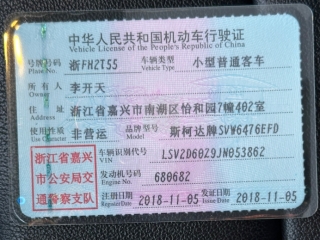 中华人民共和国机动车行驶证
Vehicle License of the People's Republic of China
号牌号码 Plate No. 浙FH2T55 车辆类型 Vehicle Type 小型普通客车
所有人 Owner 李开天
住址 Address 浙江省嘉兴市南湖区怡和园7幢402室
使用性质 Use Character 非营运 品牌型号 Model 斯柯达牌SVW6476EFD
浙江省嘉兴
市公安局交
通警察支队
车辆识别代号 VIN LSV2D60Z9JN053862
发动机号码 Engine No. 680682
注册日期 Register Date 2018-11-05 发证日期 Issue Date 2018-11-05